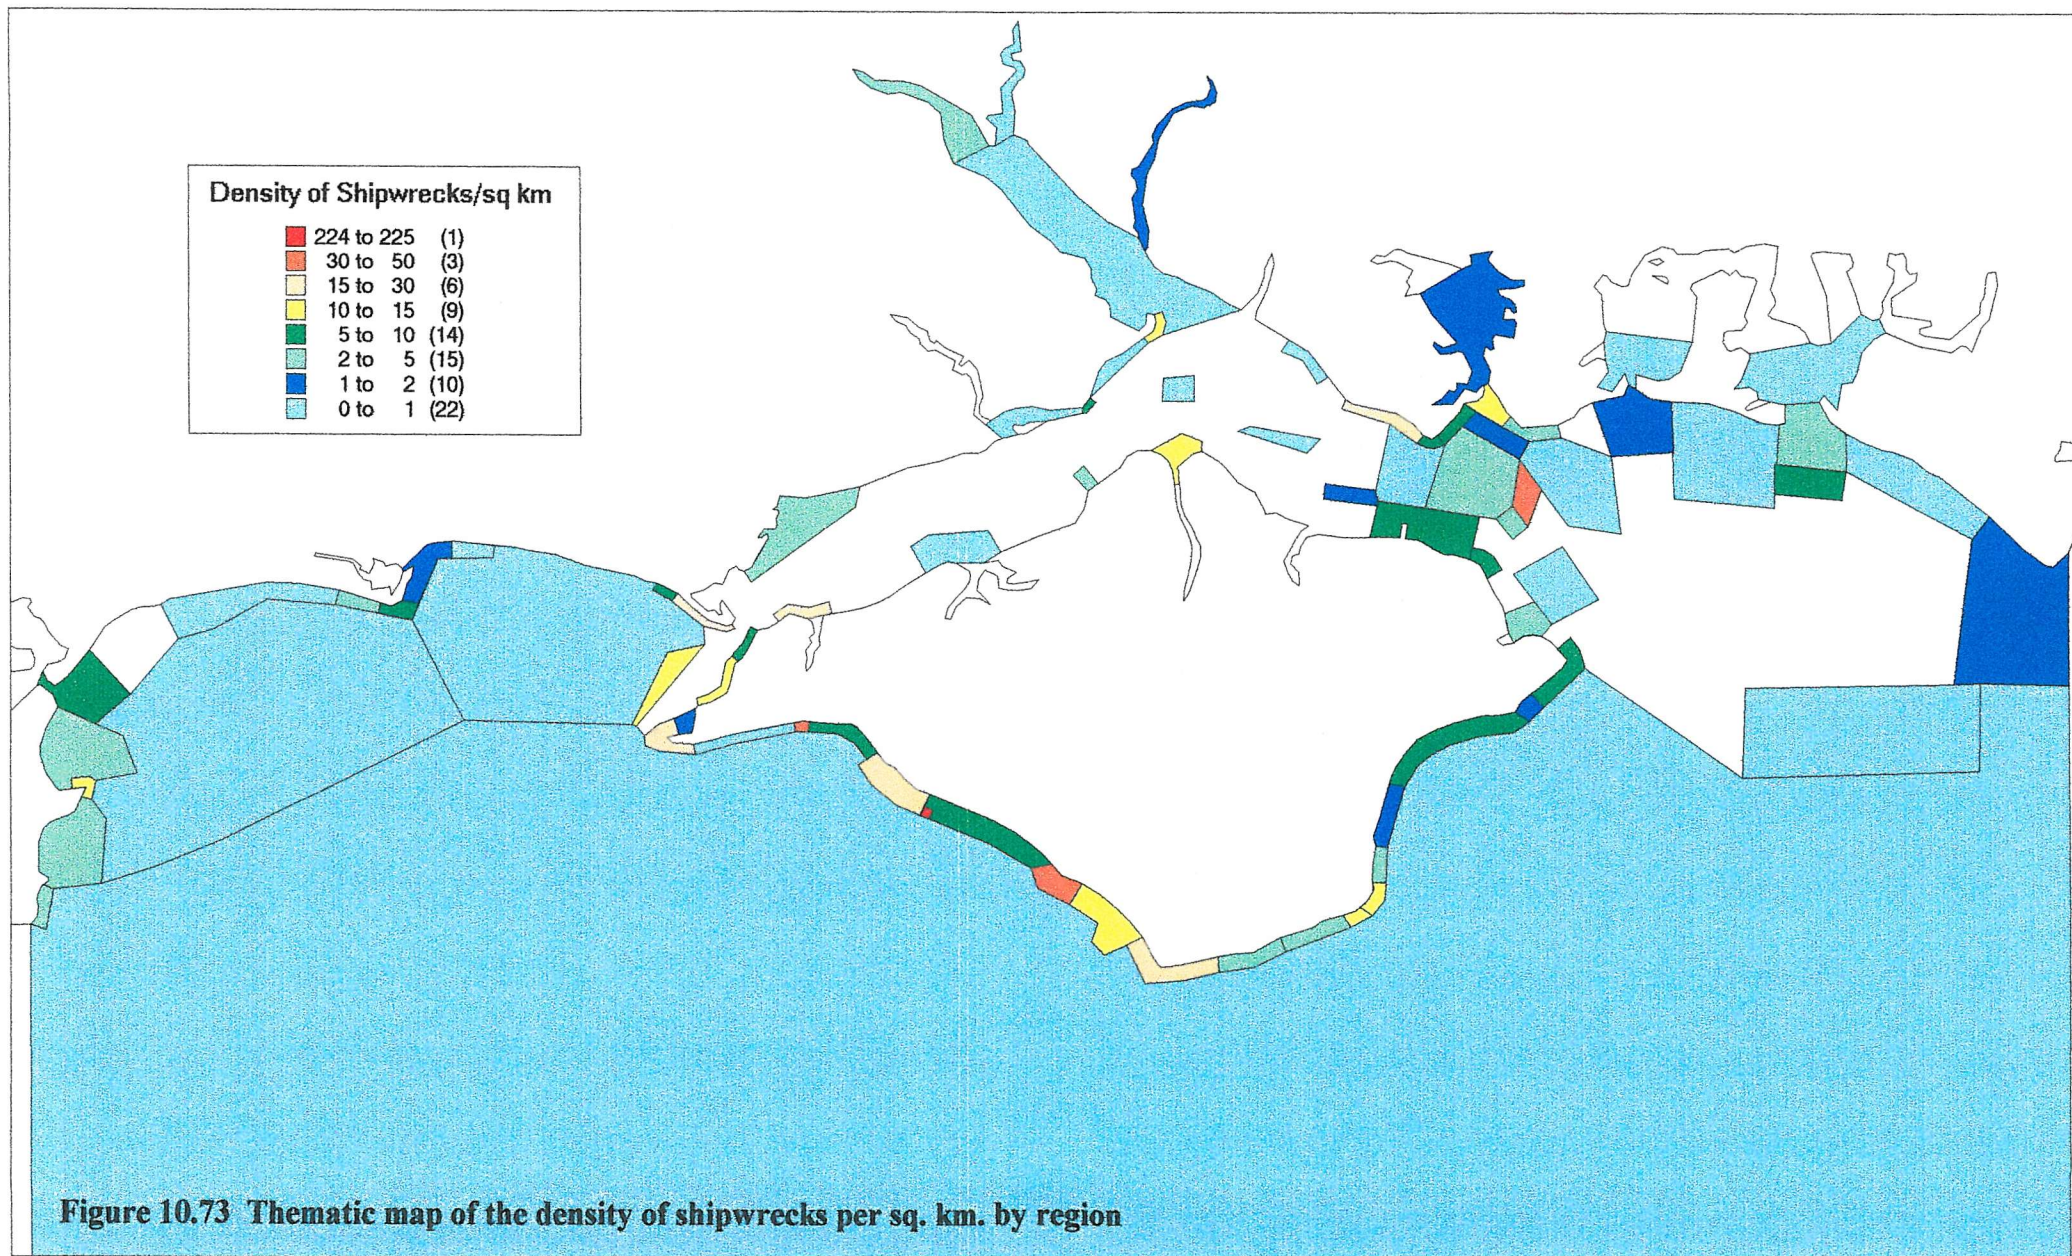 Density of Shipwrecks/sq km
224 to 225 (1)
30 to 50 (3)
15 to 30 (6)
10 to 15 (9)
5 to 10 (14)
2 to 5 (15)
1 to 2 (10)
0 to 1 (22)
Figure 10.73 Thematic map of the density of shipwrecks per sq. km. by region